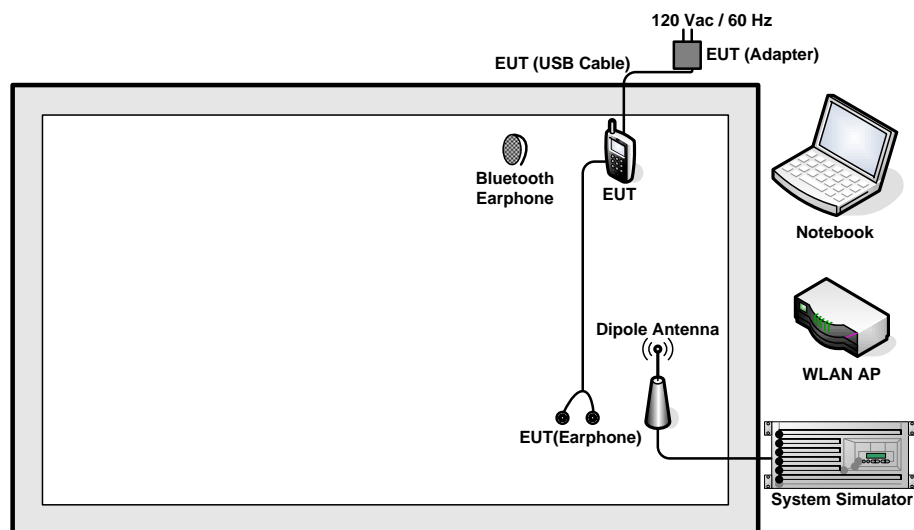 120 Vac / 60 Hz
EUT (Adapter)
EUT (USB Cable)
Bluetooth
Earphone
EUT
Notebook
Dipole Antenna
WLAN AP
EUT(Earphone)
System Simulator